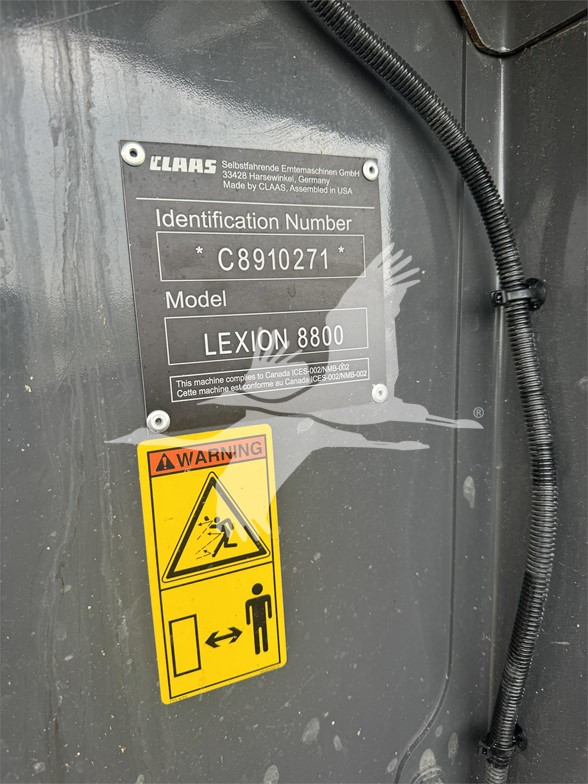 CLAAS Selbstfahrende Erntemaschinen GmbH
33428 Harsewinkel, Germany
Made by CLAAS, Assembled in USA
Identification Number
* C8910271 *
Model
LEXION 8800
This machine complies to Canada ICES-002/NMB-002
Cette machine est conforme au Canada ICES-002/NMB-002
®
WARNING